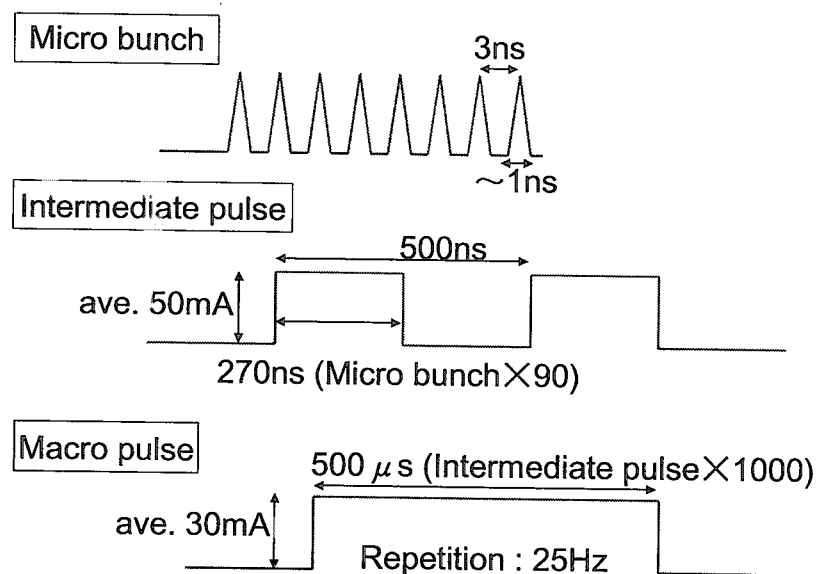 Micro bunch
3ns
～1ns
Intermediate pulse
500ns
ave. 50mA
270ns (Micro bunch×90)
Macro pulse
500 μs (Intermediate pulse×1000)
ave. 30mA
Repetition : 25Hz